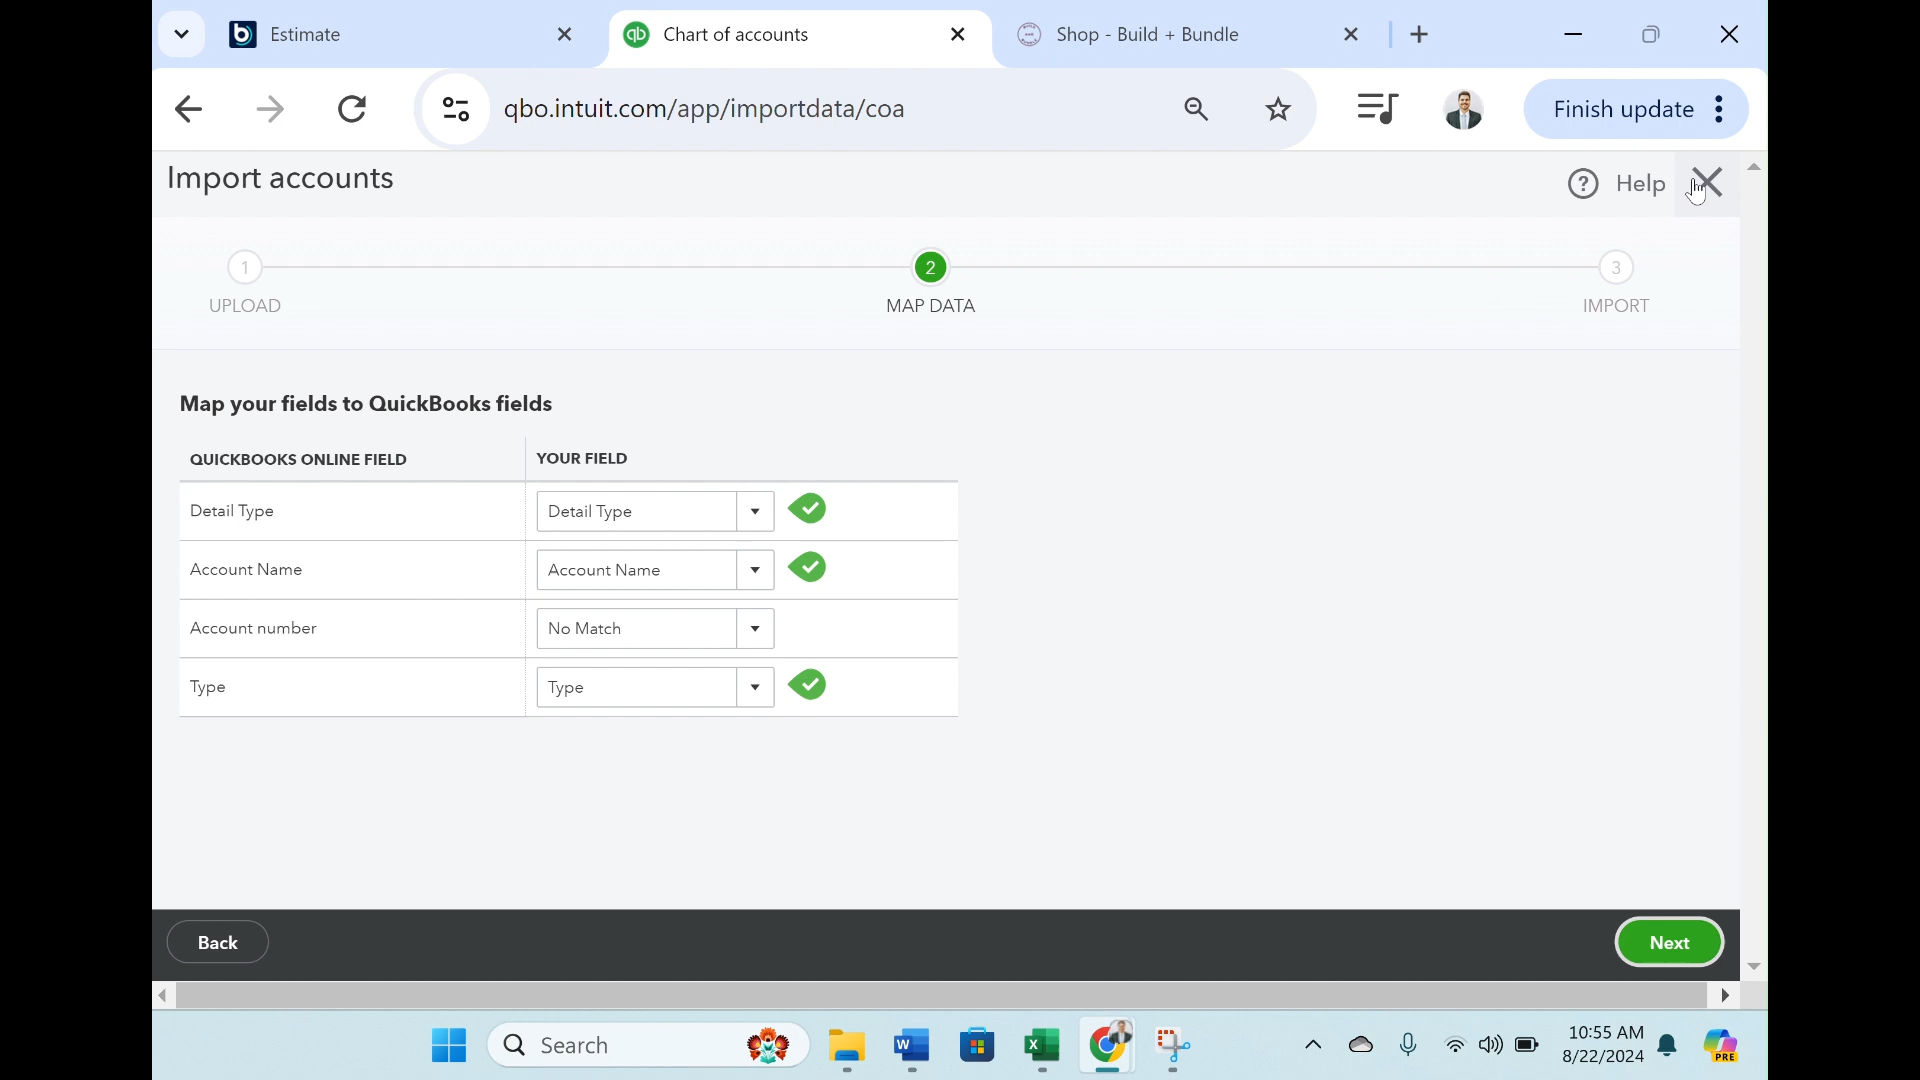 Estimate
qb Chart of accounts
Shop - Build + Bundle
qbo.intuit.com/app/importdata/coa
Finish update
Import accounts
? Help
1
2
3
UPLOAD
MAP DATA
IMPORT
Map your fields to QuickBooks fields
QUICKBOOKS ONLINE FIELD
YOUR FIELD
Detail Type
Detail Type
Account Name
Account Name
Account number
No Match
Type
Type
Back
Next
Search
10:55 AM
8/22/2024
PRE